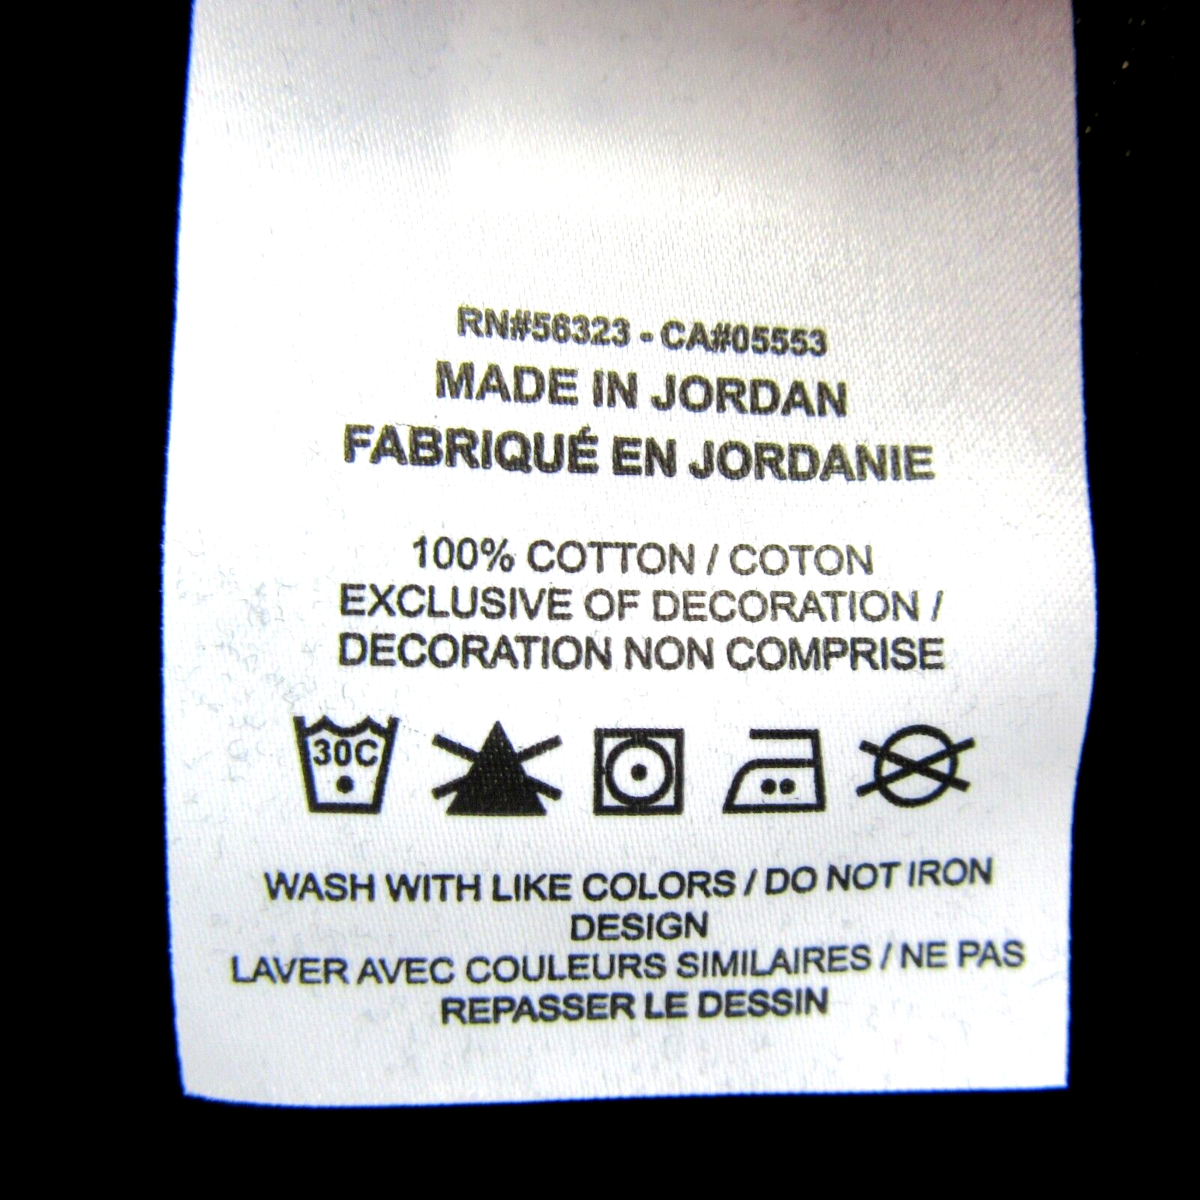 RN#56323 - CA#05553
MADE IN JORDAN
FABRIQUÉ EN JORDANIE
100% COTTON / COTON
EXCLUSIVE OF DECORATION /
DECORATION NON COMPRISE
30C
WASH WITH LIKE COLORS / DO NOT IRON
DESIGN
LAVER AVEC COULEURS SIMILAIRES / NE PAS
REPASSER LE DESSIN